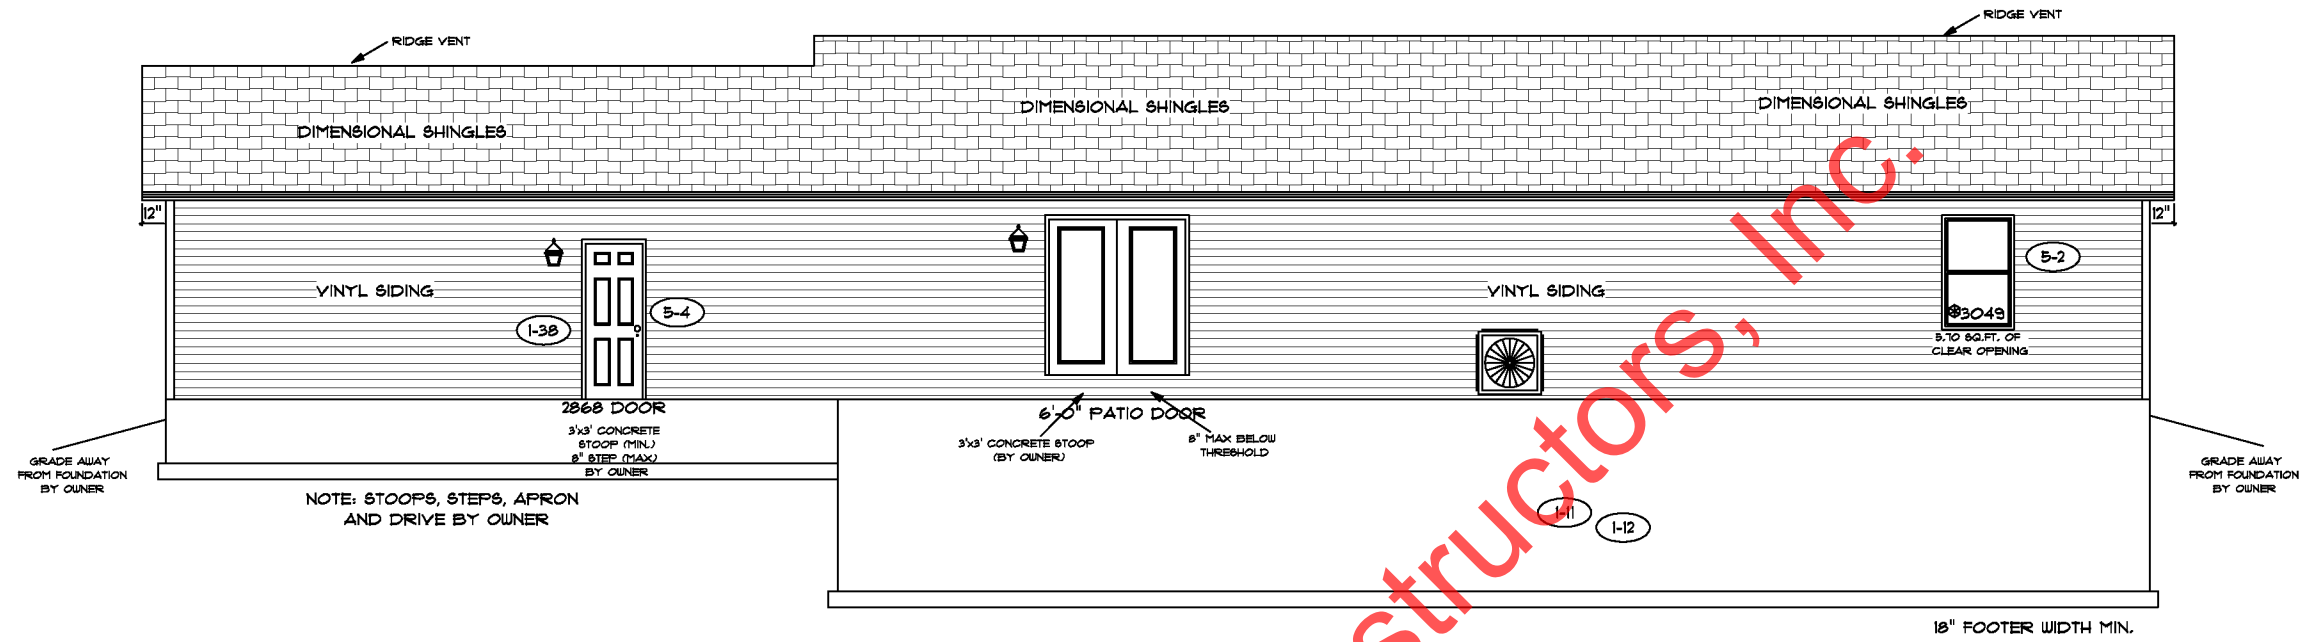 RIDGE VENT
RIDGE VENT
DIMENSIONAL SHINGLES
DIMENSIONAL SHINGLES
DIMENSIONAL SHINGLES
12"
12"
VINYL SIDING
VINYL SIDING
1-38
5-4
5-2
3049
5.70 SQ.FT. OF
CLEAR OPENING
2868 DOOR
3'x3' CONCRETE
STOOP (MIN.)
8" STEP (MAX)
BY OWNER
6'-0" PATIO DOOR
3'x3' CONCRETE STOOP
(BY OWNER)
8" MAX BELOW
THRESHOLD
GRADE AWAY
FROM FOUNDATION
BY OWNER
GRADE AWAY
FROM FOUNDATION
BY OWNER
NOTE: STOOPS, STEPS, APRON
AND DRIVE BY OWNER
1-11
1-12
18" FOOTER WIDTH MIN.
structors, Inc.